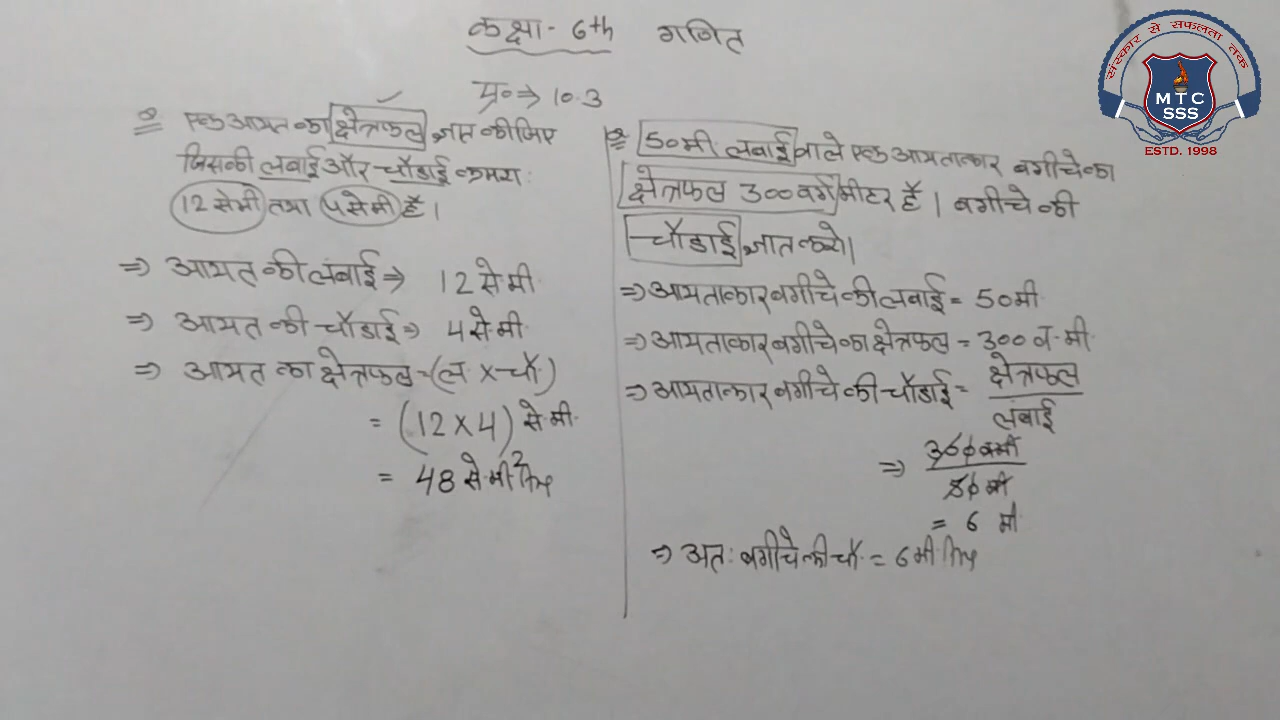 कक्षा - 6th गणित
प्र० ⇒ 10.3
संस्कार से सफलता तक
MTC
SSS
ESTD. 1998
एक आयत का क्षेत्रफल ज्ञात कीजिए
जिसकी लंबाई और चौडाई क्रमश:
12 सेमी तथा 4 सेमी है।
⇒ आयत की लंबाई ⇒ 12 से.मी
⇒ आयत की चौडाई ⇒ 4 से.मी
⇒ आयत का क्षेत्रफल = (ल × चौ)
= (12 × 4) से.मी.
= 48 से.मी²
50 मी. लबाई वाले एक आयताकार बगीचे का
क्षेत्रफल 300 वर्ग मीटर है। बगीचे की
चौडाई ज्ञात करो।
⇒ आयताकार बगीचे की लबाई = 50 मी
⇒ आयताकार बगीचे का क्षेत्रफल = 300 व.मी.
⇒ आयताकार बगीचे की चौडाई = क्षेत्रफल
लंबाई
⇒ 300 वमी
50 मी
= 6 मी
⇒ अत: बगीचे की चौ. = 6 मी